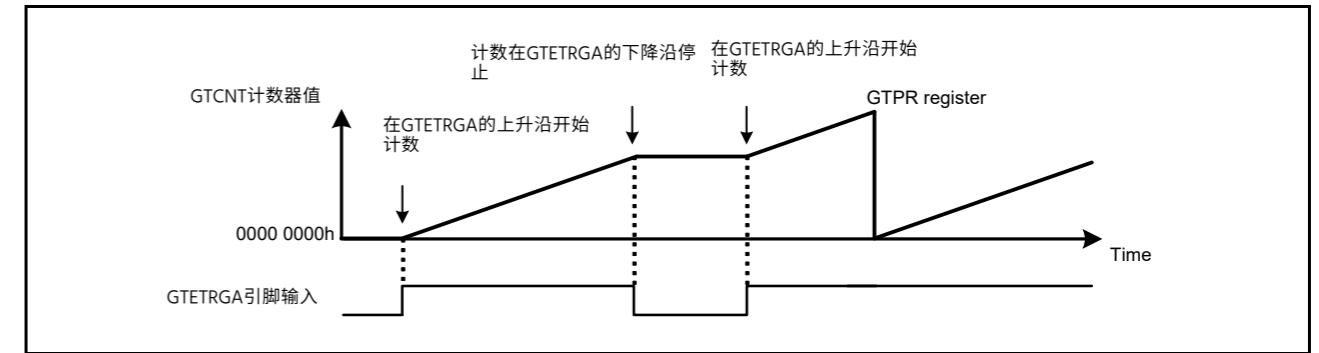 计数在GTETRGA的下降沿停
止
在GTETRGA的上升沿开始
计数
GTCNT计数器值
GTPR register
在GTETRGA的上升沿开始
计数
0000 0000h
Time
GTETRGA引脚输入